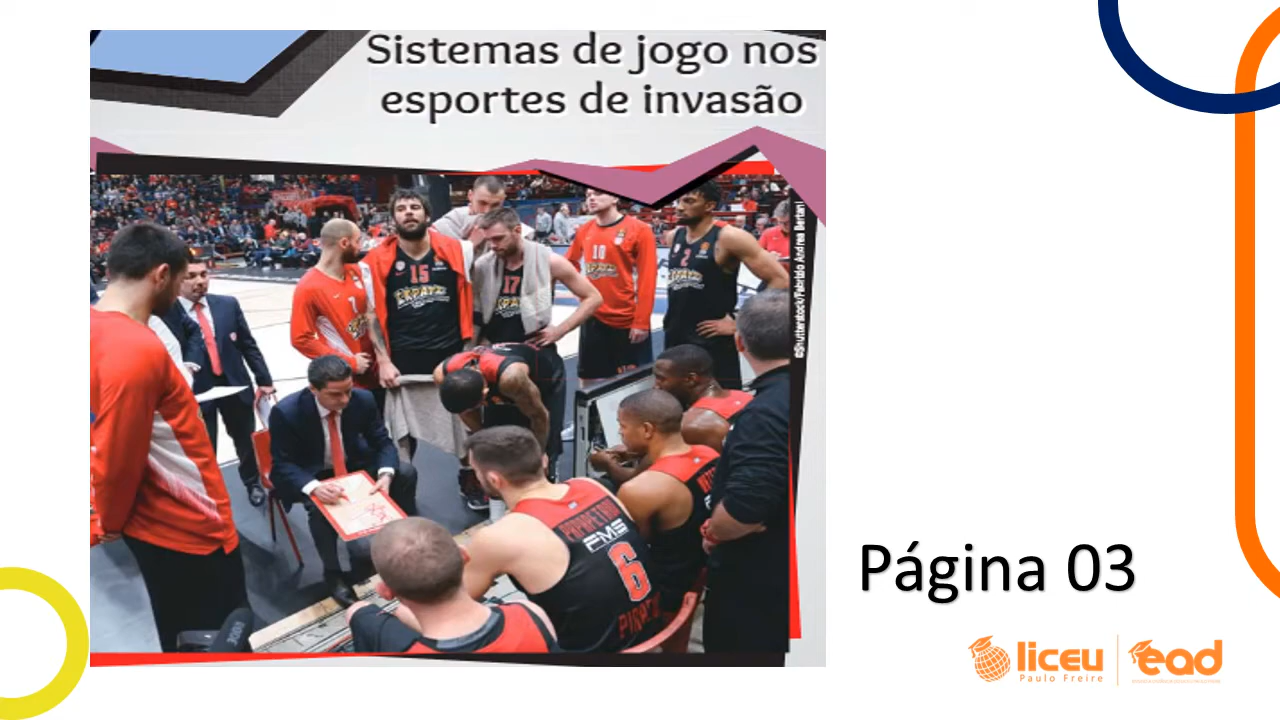 Sistemas de jogo nos
esportes de invasão
©Shutterstock/Fabrizio Andrea Bertani
10
2
15
17
7
6
FMS
Página 03
liceu
Paulo Freire
ead